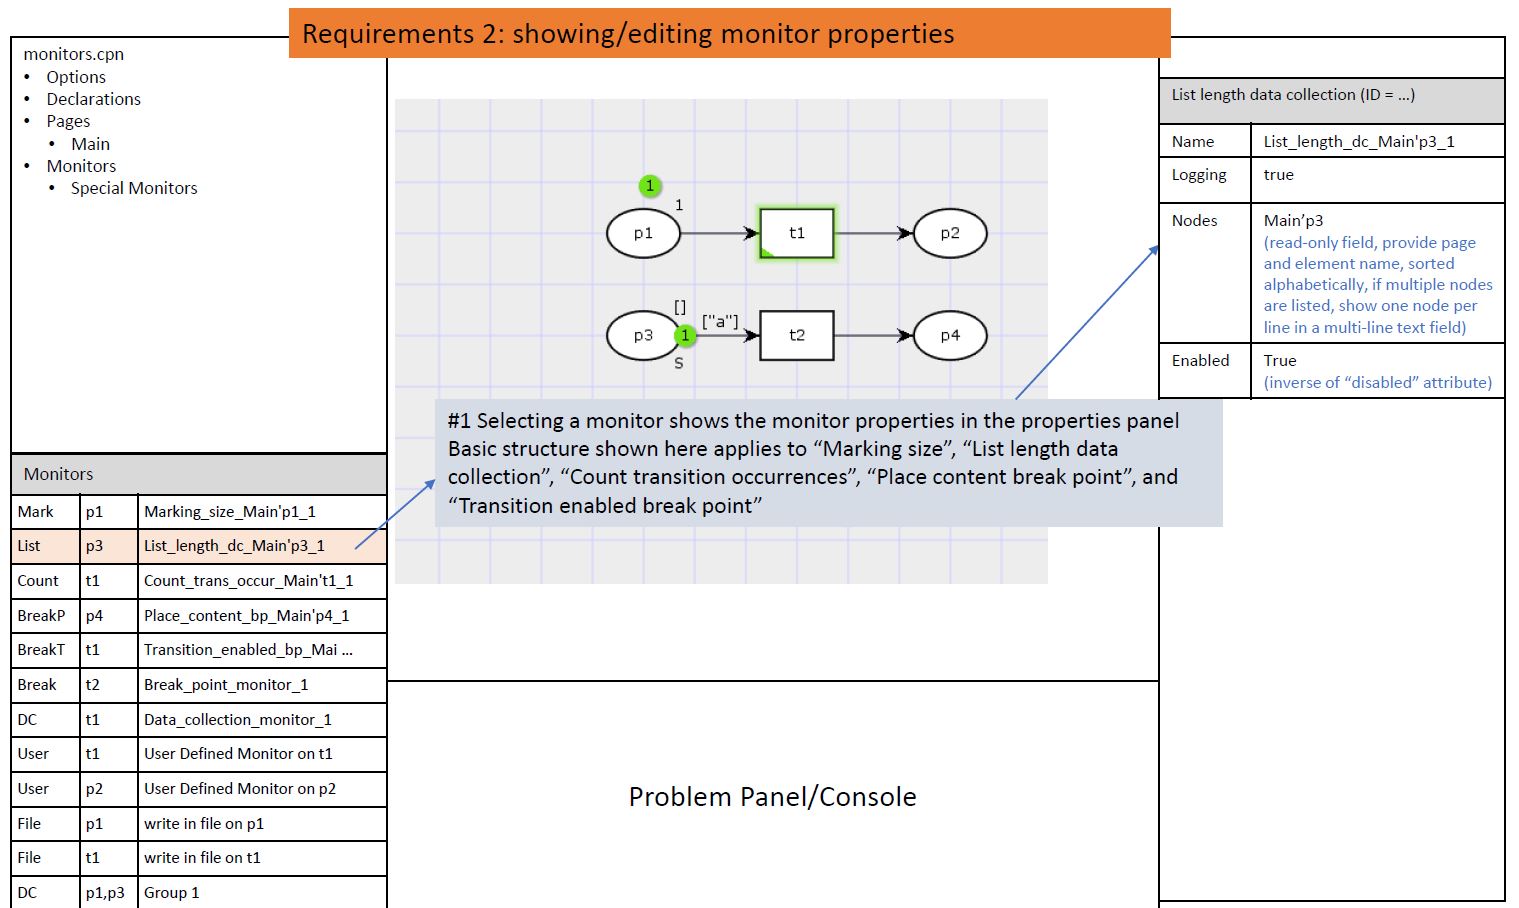 Requirements 2: showing/editing monitor properties
monitors.cpn
• Options
• Declarations
• Pages
• Main
• Monitors
• Special Monitors
1
1
p1
t1
p2
[]
["a"]
p3
1
t2
p4
S
List length data collection (ID = …)
Name List_length_dc_Main'p3_1
Logging true
Nodes Main’p3
(read-only field, provide page
and element name, sorted
alphabetically, if multiple nodes
are listed, show one node per
line in a multi-line text field)
Enabled True
(inverse of “disabled” attribute)
#1 Selecting a monitor shows the monitor properties in the properties panel
Basic structure shown here applies to “Marking size”, “List length data
collection”, “Count transition occurrences”, “Place content break point”, and
“Transition enabled break point”
Monitors
Mark p1 Marking_size_Main'p1_1
List p3 List_length_dc_Main'p3_1
Count t1 Count_trans_occur_Main't1_1
BreakP p4 Place_content_bp_Main'p4_1
BreakT t1 Transition_enabled_bp_Mai …
Break t2 Break_point_monitor_1
DC t1 Data_collection_monitor_1
User t1 User Defined Monitor on t1
User p2 User Defined Monitor on p2
File p1 write in file on p1
File t1 write in file on t1
DC p1,p3 Group 1
Problem Panel/Console